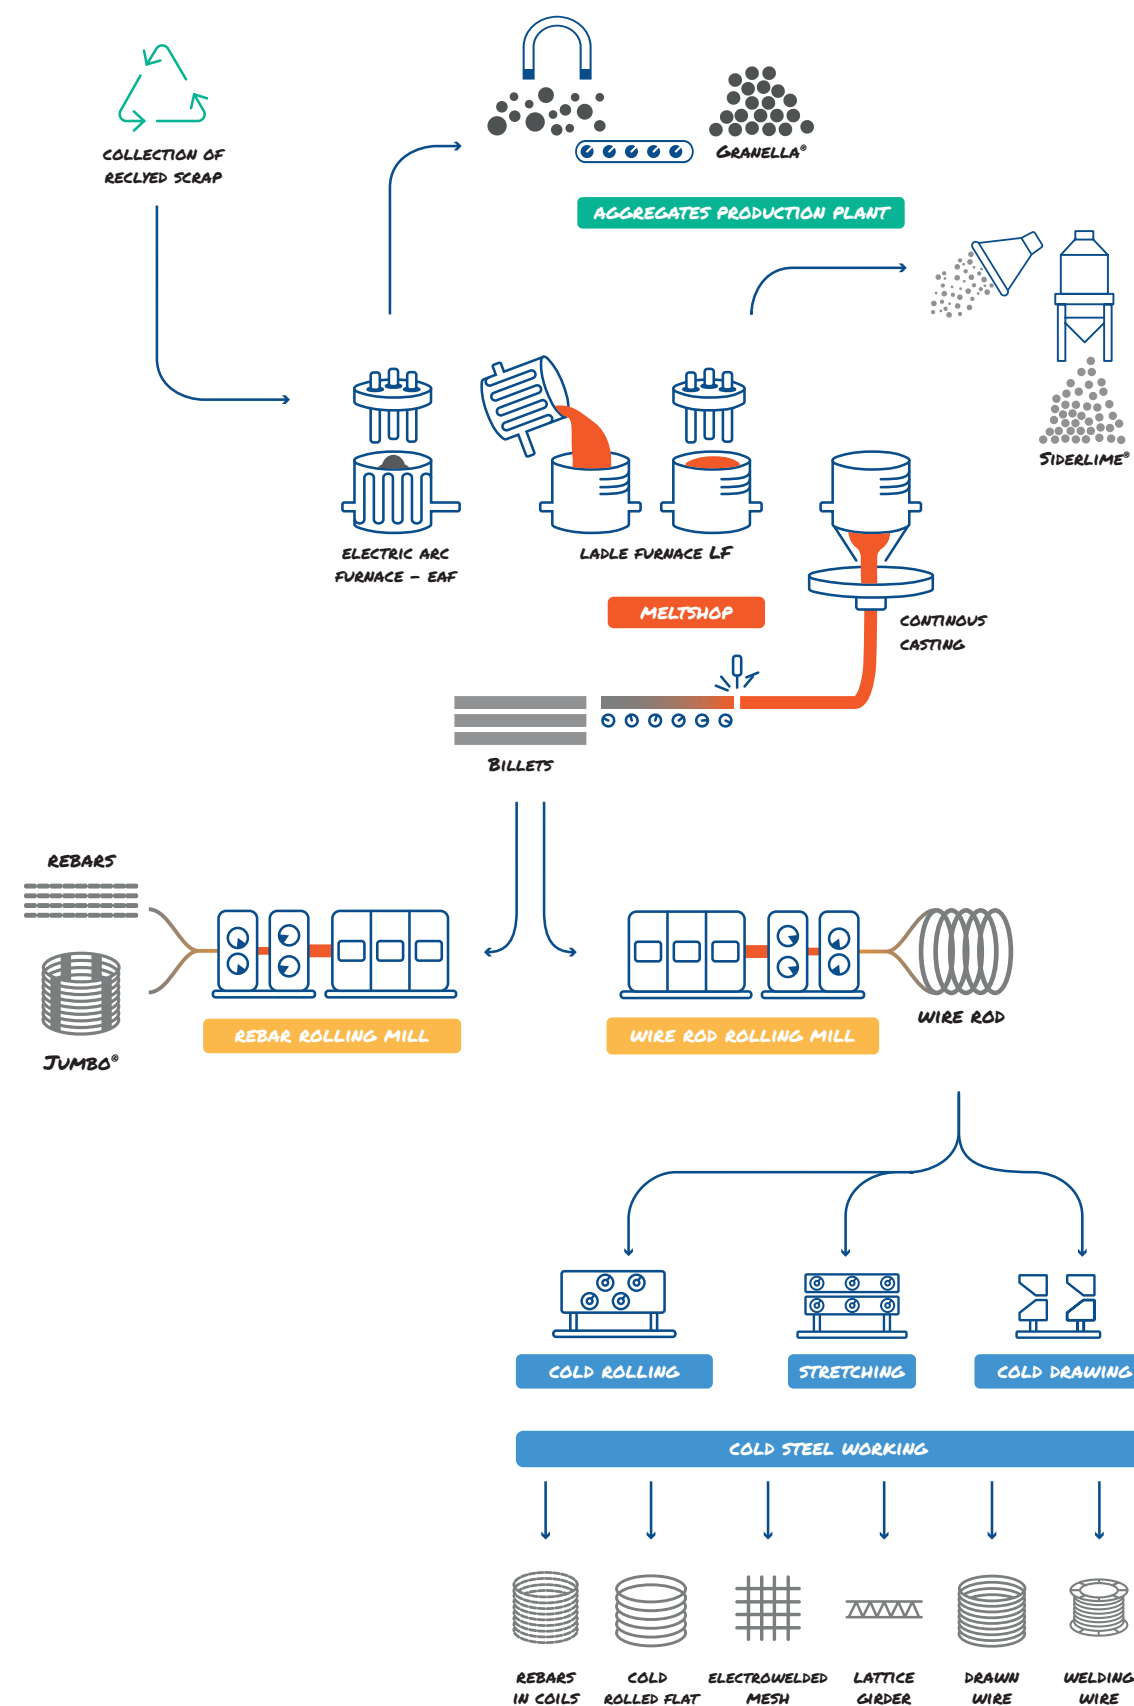 COLLECTION OF
RECLYED SCRAP
GRANELLA®
AGGREGATES PRODUCTION PLANT
SIDERLIME®
ELECTRIC ARC
FURNACE - EAF
LADLE FURNACE LF
MELTSHOP
CONTINOUS
CASTING
BILLETS
REBARS
JUMBO®
REBAR ROLLING MILL
WIRE ROD ROLLING MILL
WIRE ROD
COLD ROLLING
STRETCHING
COLD DRAWING
COLD STEEL WORKING
REBARS
IN COILS
COLD
ROLLED FLAT
ELECTROWELDED
MESH
LATTICE
GIRDER
DRAWN
WIRE
WELDING
WIRE